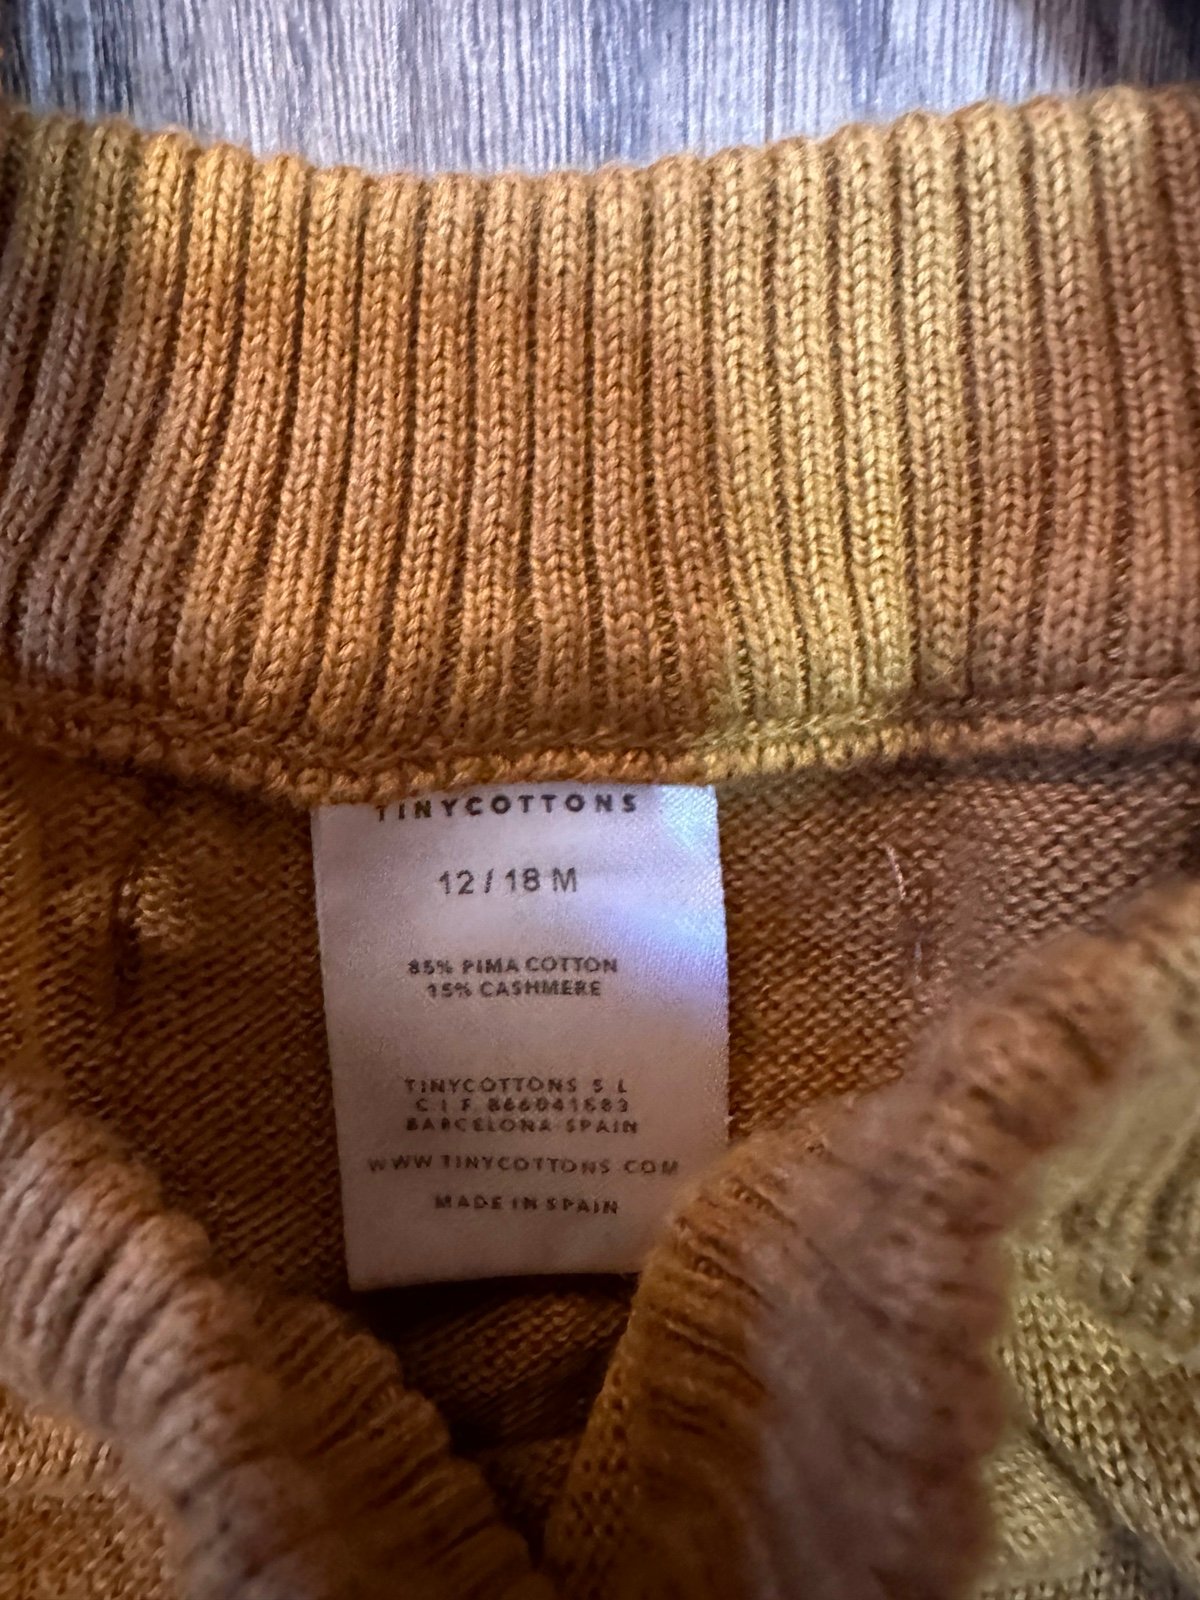 TINYCOTTONS
12 / 18 M
85% PIMA COTTON
15% CASHMERE
TINYCOTTONS S L
C I F. B66041583
BARCELONA SPAIN
WWW TINYCOTTONS COM
MADE IN SPAIN